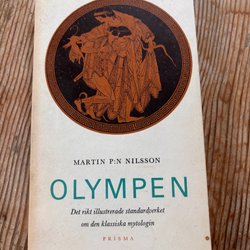 MARTIN P:N NILSSON
OLYMPEN
Det rikt illustrerade standardverket
om den klassiska mytologin
PRISMA